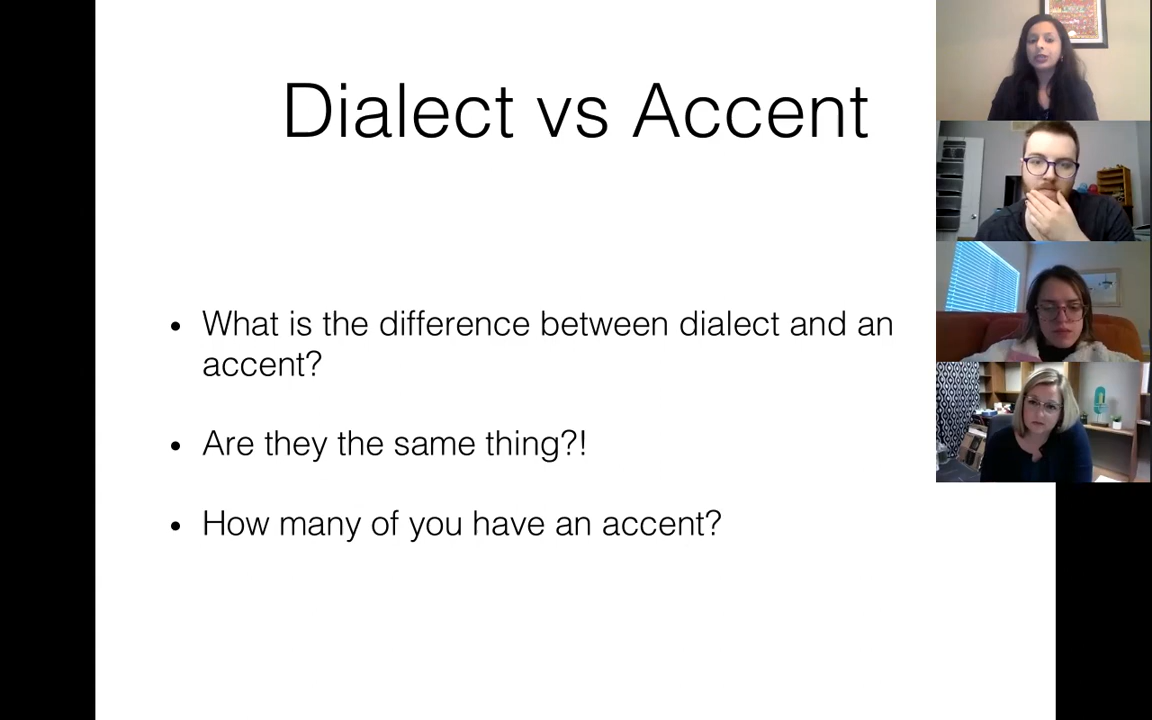 Dialect vs Accent
• What is the difference between dialect and an
accent?
• Are they the same thing?!
• How many of you have an accent?